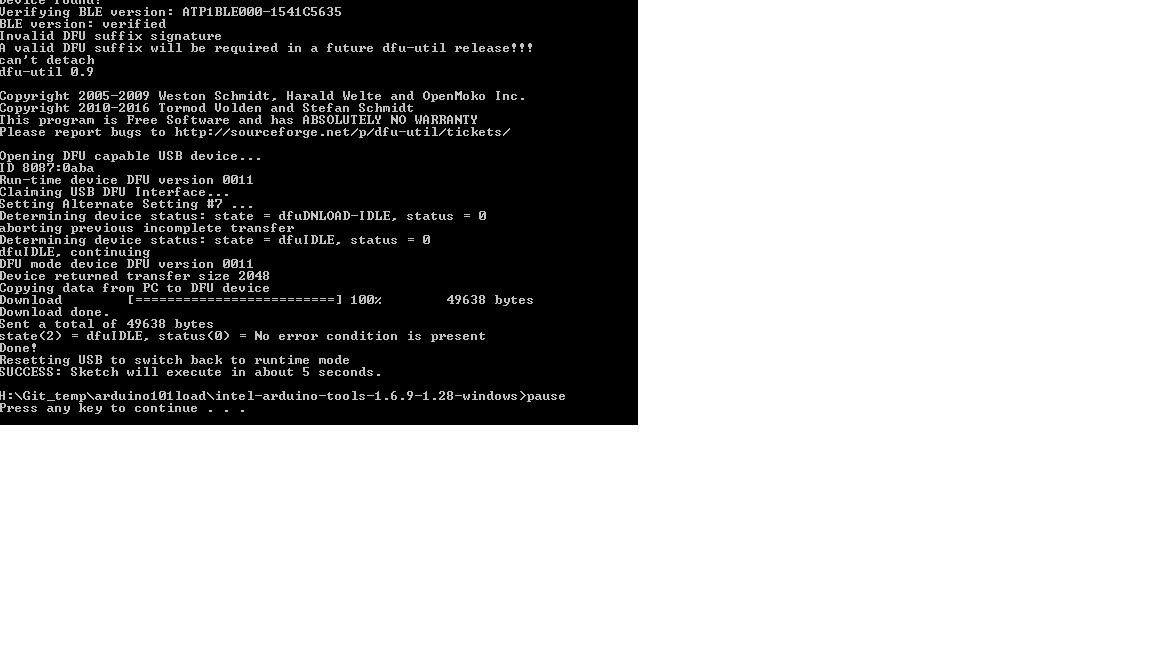 Device found!
Verifying BLE version: ATP1BLE000-1541C5635
BLE version: verified
Invalid DFU suffix signature
A valid DFU suffix will be required in a future dfu-util release!!!
can't detach
dfu-util 0.9
Copyright 2005-2009 Weston Schmidt, Harald Welte and OpenMoko Inc.
Copyright 2010-2016 Tormod Volden and Stefan Schmidt
This program is Free Software and has ABSOLUTELY NO WARRANTY
Please report bugs to http://sourceforge.net/p/dfu-util/tickets/
Opening DFU capable USB device...
ID 8087:0aba
Run-time device DFU version 0011
Claiming USB DFU Interface...
Setting Alternate Setting #7 ...
Determining device status: state = dfuDNLOAD-IDLE, status = 0
aborting previous incomplete transfer
Determining device status: state = dfuIDLE, status = 0
dfuIDLE, continuing
DFU mode device DFU version 0011
Device returned transfer size 2048
Copying data from PC to DFU device
Download [=========================] 100% 49638 bytes
Download done.
Sent a total of 49638 bytes
state(2) = dfuIDLE, status(0) = No error condition is present
Done!
Resetting USB to switch back to runtime mode
SUCCESS: Sketch will execute in about 5 seconds.
H:\Git_temp\arduino101load\intel-arduino-tools-1.6.9-1.28-windows>pause
Press any key to continue . . .